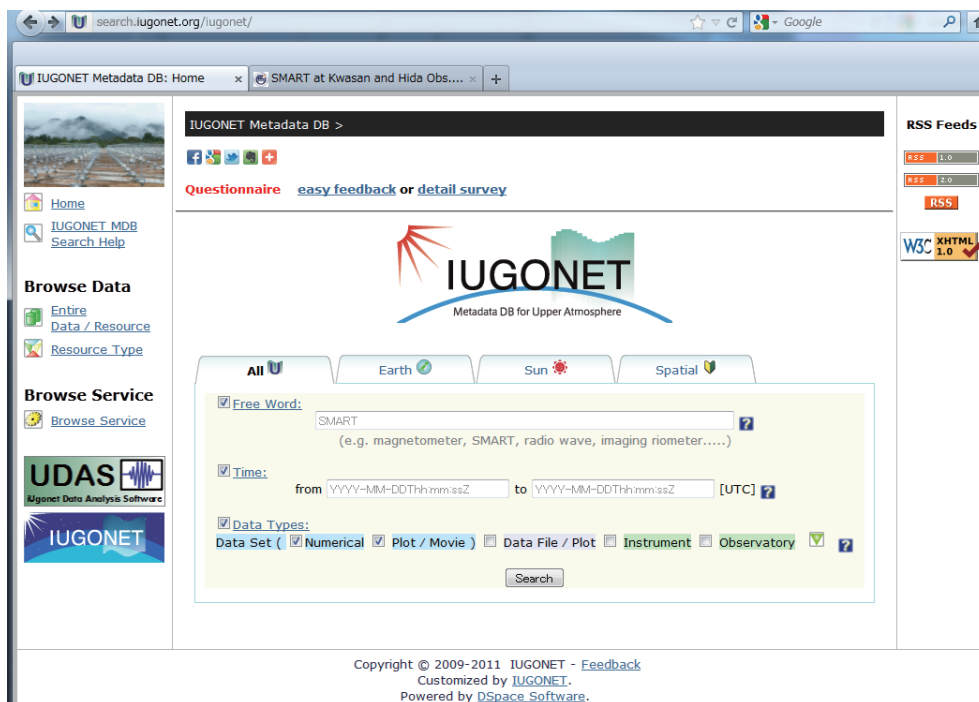 search.iugonet.org/iugonet/
Google
IUGONET Metadata DB: Home
SMART at Kwasan and Hida Obs....
IUGONET Metadata DB >
Questionnaire easy feedback or detail survey
Home
IUGONET MDB
Search Help
Browse Data
Entire
Data / Resource
Resource Type
Browse Service
Browse Service
UDAS
iUgonet Data Analysis Software
IUGONET
IUGONET
Metadata DB for Upper Atmosphere
All Earth Sun Spatial
Free Word:
SMART
(e.g. magnetometer, SMART, radio wave, imaging riometer.....)
Time:
from YYYY-MM-DDThh:mm:ssZ to YYYY-MM-DDThh:mm:ssZ [UTC]
Data Types:
Data Set ( Numerical Plot / Movie ) Data File / Plot Instrument Observatory
Search
RSS Feeds
RSS 1.0
RSS 2.0
RSS
W3C XHTML 1.0
Copyright © 2009-2011 IUGONET - Feedback
Customized by IUGONET.
Powered by DSpace Software.